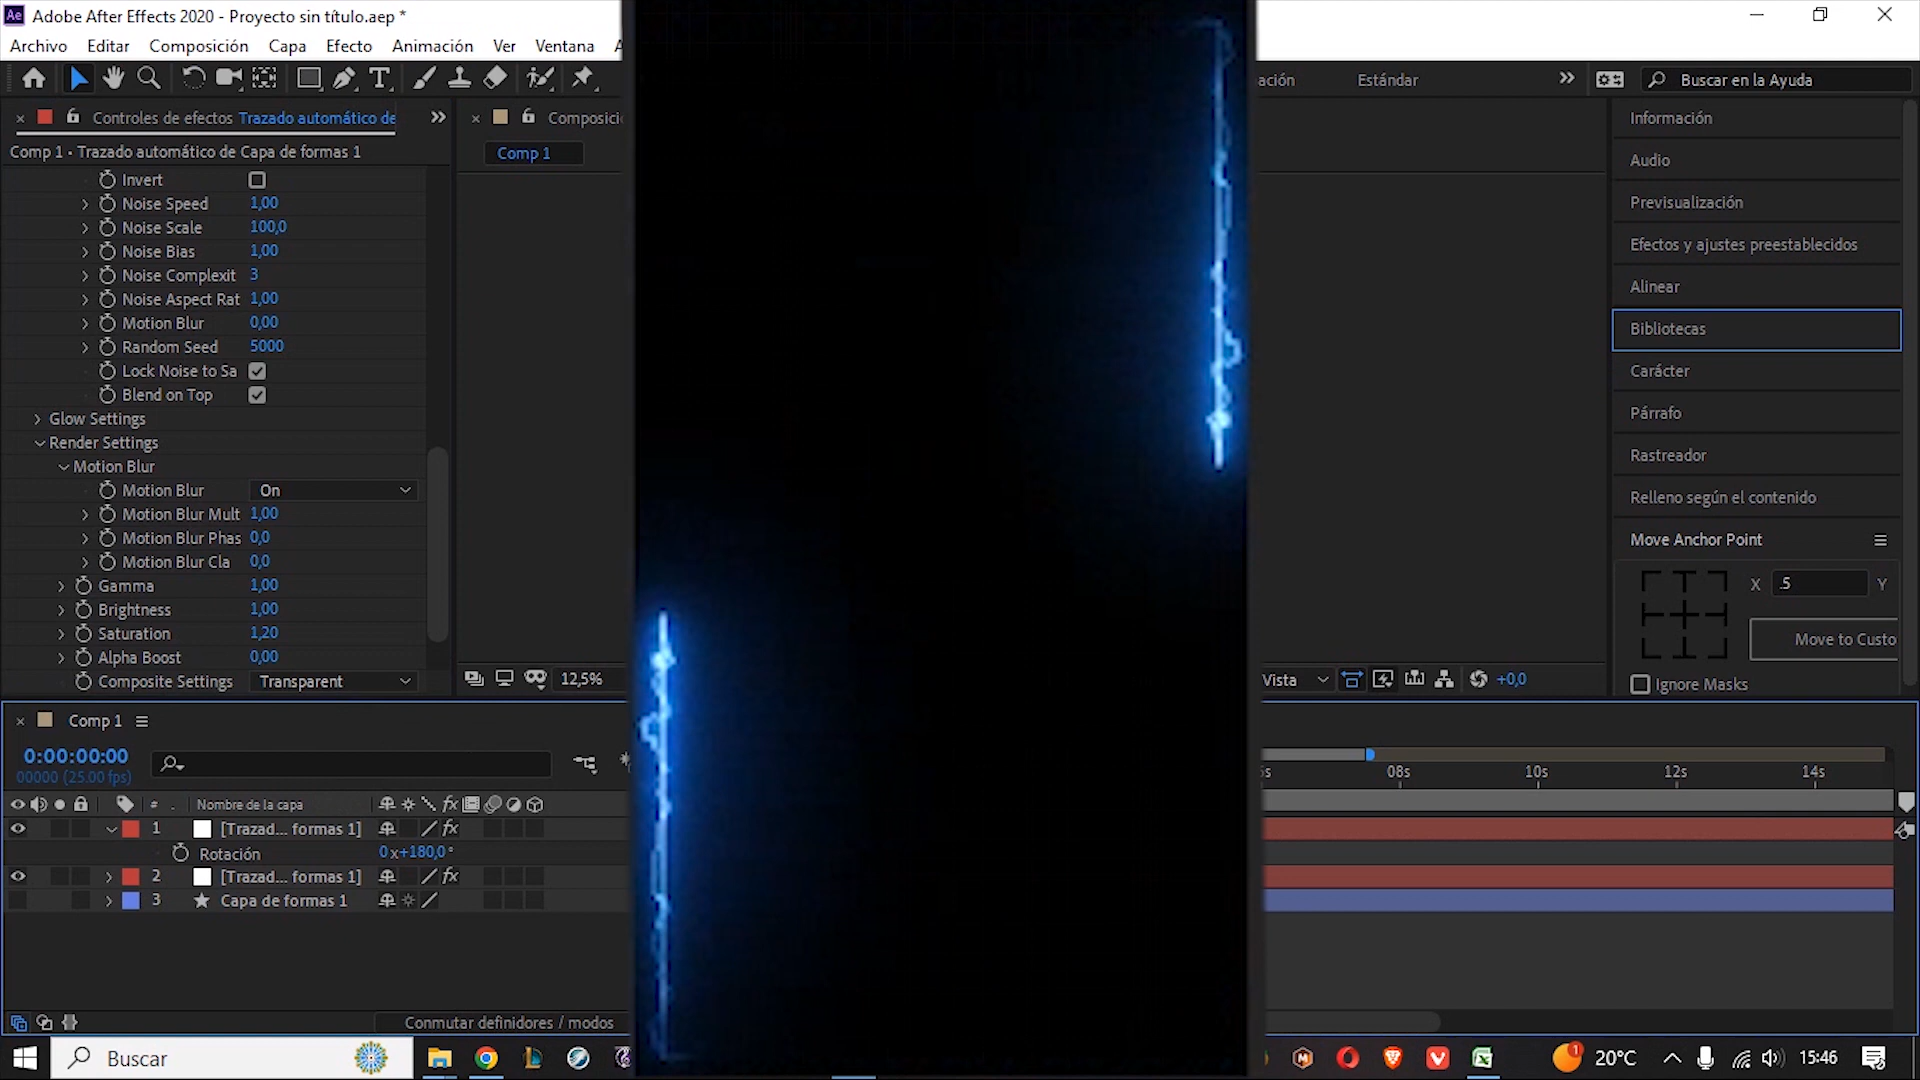 Adobe After Effects 2020 - Proyecto sin título.aep *
Archivo Editar Composición Capa Efecto Animación Ver Ventana
ación Estándar
Buscar en la Ayuda
Controles de efectos Trazado automático de
Comp 1 • Trazado automático de Capa de formas 1
Composici
Comp 1
Invert
Noise Speed 1,00
Noise Scale 100,0
Noise Bias 1,00
Noise Complexit 3
Noise Aspect Rat 1,00
Motion Blur 0,00
Random Seed 5000
Lock Noise to Sa
Blend on Top
Glow Settings
Render Settings
Motion Blur
Motion Blur On
Motion Blur Mult 1,00
Motion Blur Phas 0,0
Motion Blur Cla 0,0
Gamma 1,00
Brightness 1,00
Saturation 1,20
Alpha Boost 0,00
Composite Settings Transparent
12,5%
Vista +0,0
Información
Audio
Previsualización
Efectos y ajustes preestablecidos
Alinear
Bibliotecas
Carácter
Párrafo
Rastreador
Relleno según el contenido
Move Anchor Point
X .5 Y
Move to Custo
Ignore Masks
Comp 1
0:00:00:00
00000 (25.00 fps)
# Nombre de la capa fx
1 [Trazad... formas 1] fx
Rotación 0x+180,0°
2 [Trazad... formas 1] fx
3 Capa de formas 1
08s 10s 12s 14s
Conmutar definidores / modos
Buscar
20°C 15:46